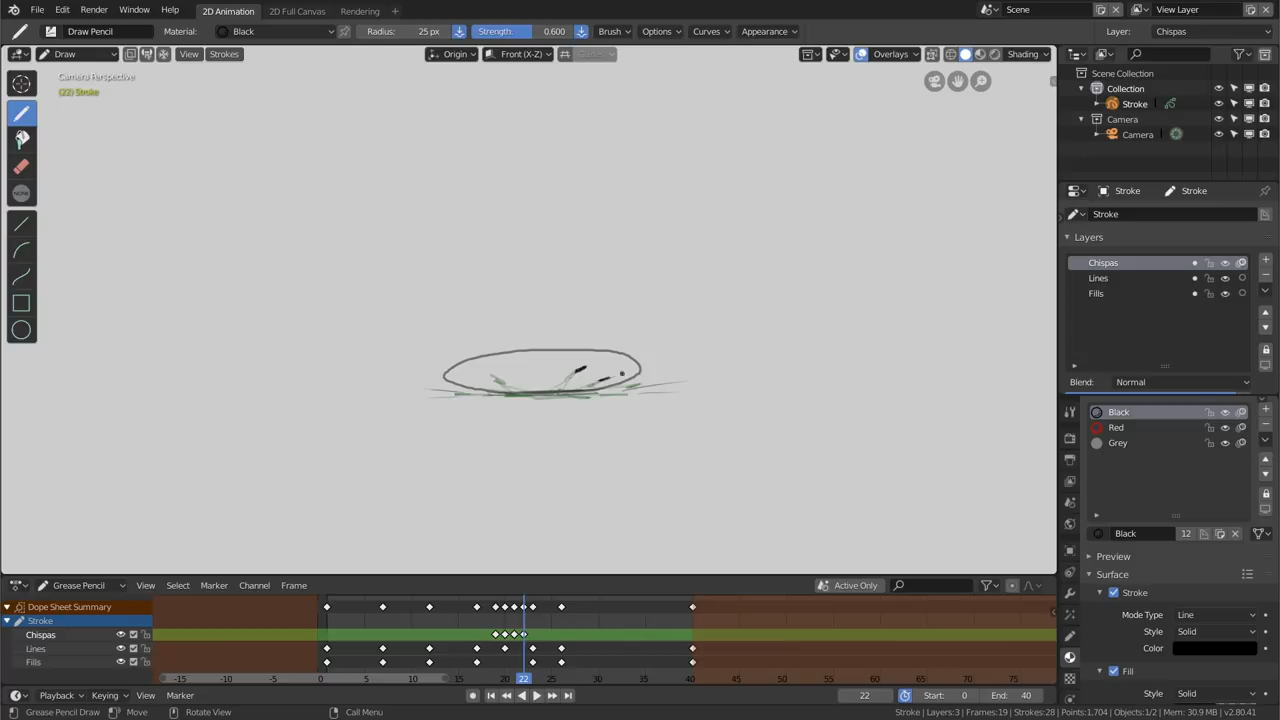 File Edit Render Window Help 2D Animation 2D Full Canvas Rendering + Scene View Layer
Draw Pencil Material: Black Radius: 25 px Strength: 0.600 Brush Options Curves Appearance Layer: Chispas
Draw View Strokes Origin Front (X-Z) Overlays Shading
Camera Perspective
(22) Stroke
NONE
Scene Collection
Collection
Stroke
Camera
Camera
Stroke Stroke
Stroke
Layers
Chispas
Lines
Fills
Blend: Normal
Black
Red
Grey
Black 12
Preview
Surface
Stroke
Mode Type Line
Style Solid
Color
Fill
Style Solid
Grease Pencil View Select Marker Channel Frame Active Only
Dope Sheet Summary
Stroke
Chispas
Lines
Fills
-15 -10 -5 0 5 10 15 20 22 25 30 35 40 45 50 55 60 65 70 75
Playback Keying View Marker 22 Start: 0 End: 40
Grease Pencil Draw Move Rotate View Call Menu Stroke | Layers:3 | Frames:19 | Strokes:28 | Points:1,704 | Objects:1/2 | Mem: 30.9 MB | v2.80.41